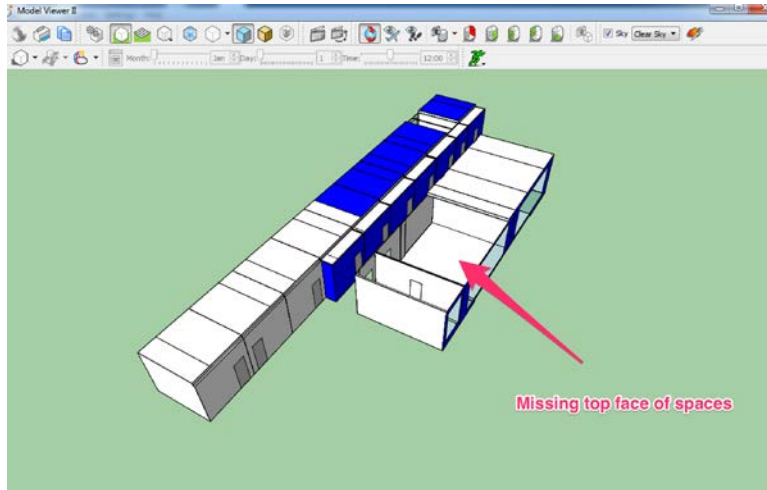 Model Viewer II
Sky Clear Sky
Month: Jan Day: 1 Time: 12:00
Missing top face of spaces